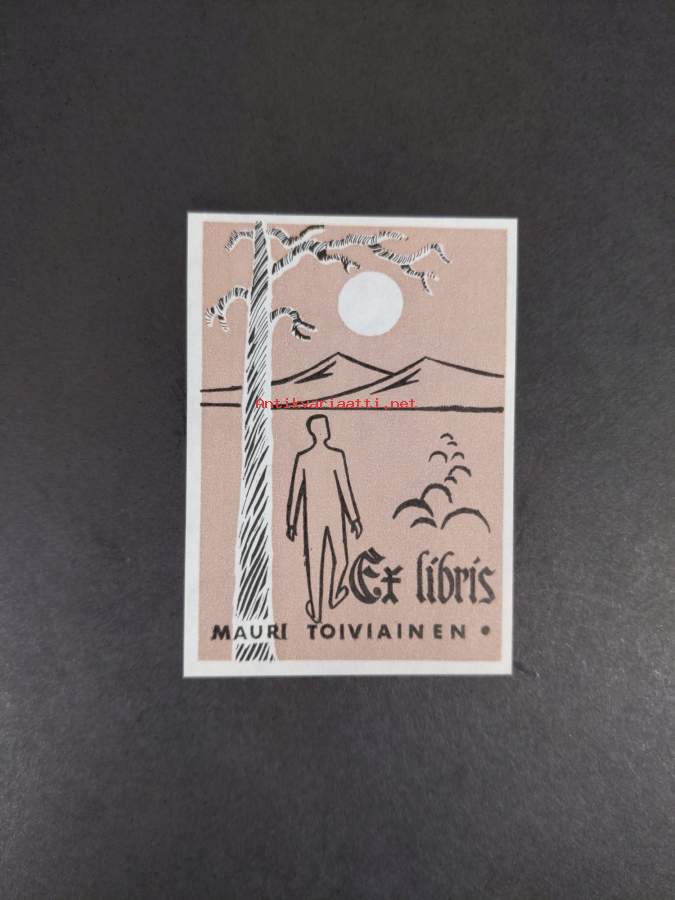 Antikvariaatti.net
Ex libris
MAURI TOIVIAINEN •